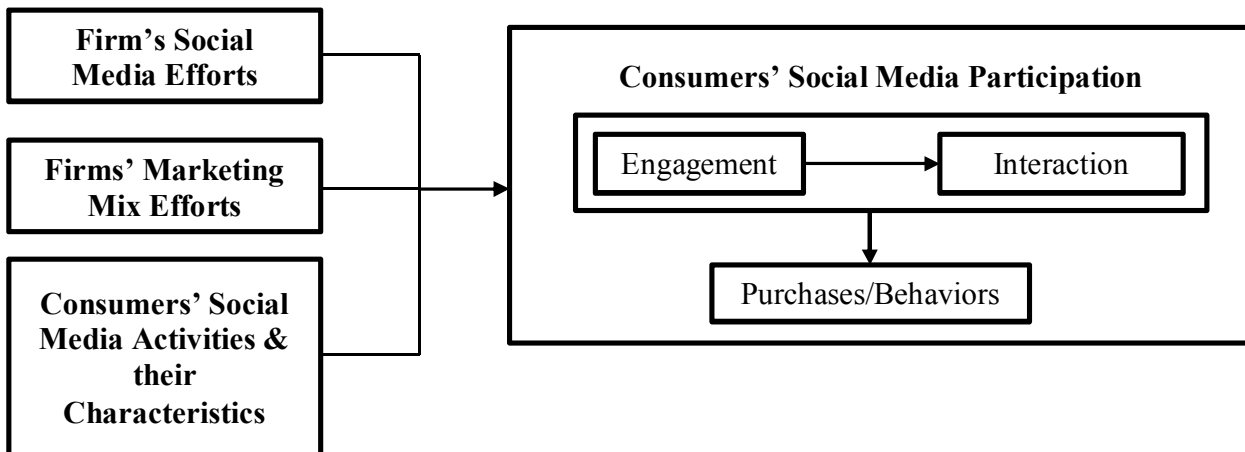 Firm's Social
Media Efforts
Firms' Marketing
Mix Efforts
Consumers' Social
Media Activities &
their
Characteristics
Consumers' Social Media Participation
Engagement
Interaction
Purchases/Behaviors